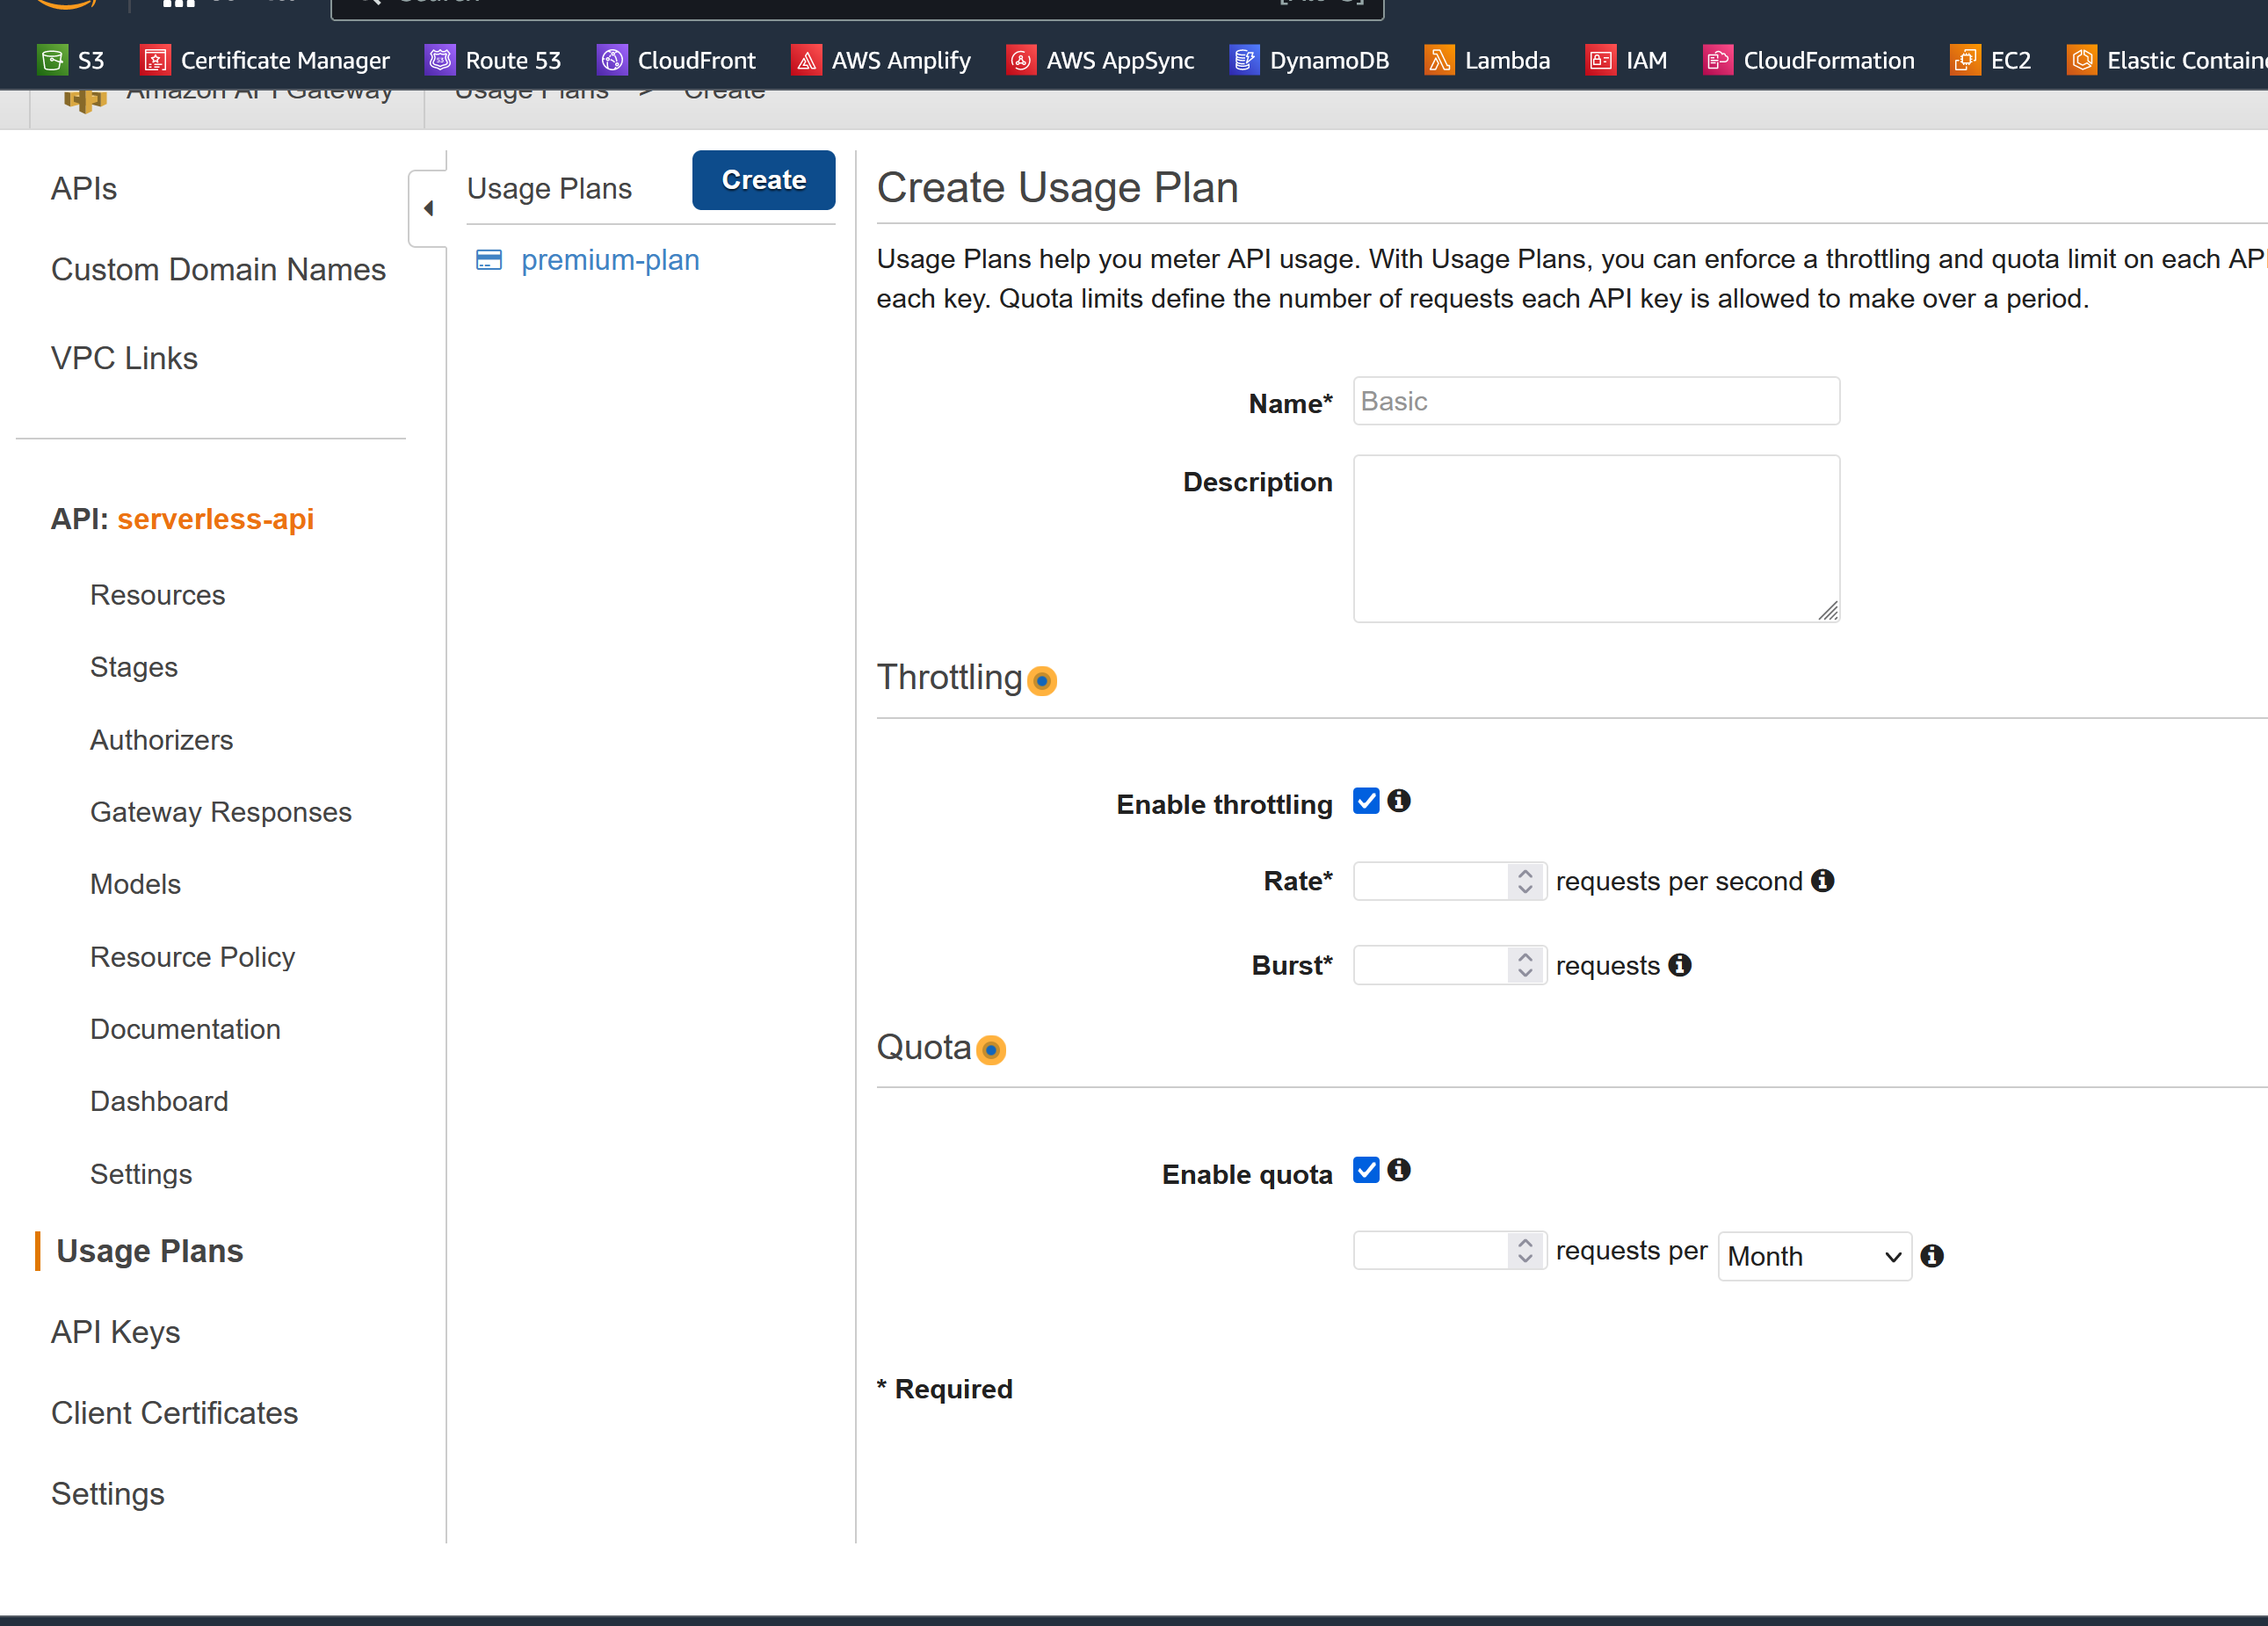 S3
Certificate Manager
Route 53
CloudFront
AWS Amplify
AWS AppSync
DynamoDB
Lambda
IAM
CloudFormation
EC2
Elastic Containe
Amazon API Gateway
Usage Plans > Create
APIs
Custom Domain Names
VPC Links
API: serverless-api
Resources
Stages
Authorizers
Gateway Responses
Models
Resource Policy
Documentation
Dashboard
Settings
Usage Plans
API Keys
Client Certificates
Settings
Usage Plans
Create
premium-plan
Create Usage Plan
Usage Plans help you meter API usage. With Usage Plans, you can enforce a throttling and quota limit on each API
each key. Quota limits define the number of requests each API key is allowed to make over a period.
Name* Basic
Description
Throttling
Enable throttling
Rate* requests per second
Burst* requests
Quota
Enable quota
requests per Month
* Required